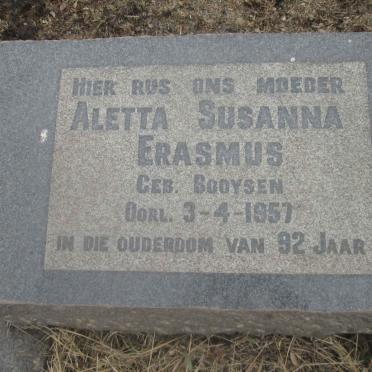 HIER RUS ONS MOEDER
ALETTA SUSANNA
ERASMUS
GEB. BOOYSEN
OORL. 3-4-1957
IN DIE OUDERDOM VAN 92 JAAR